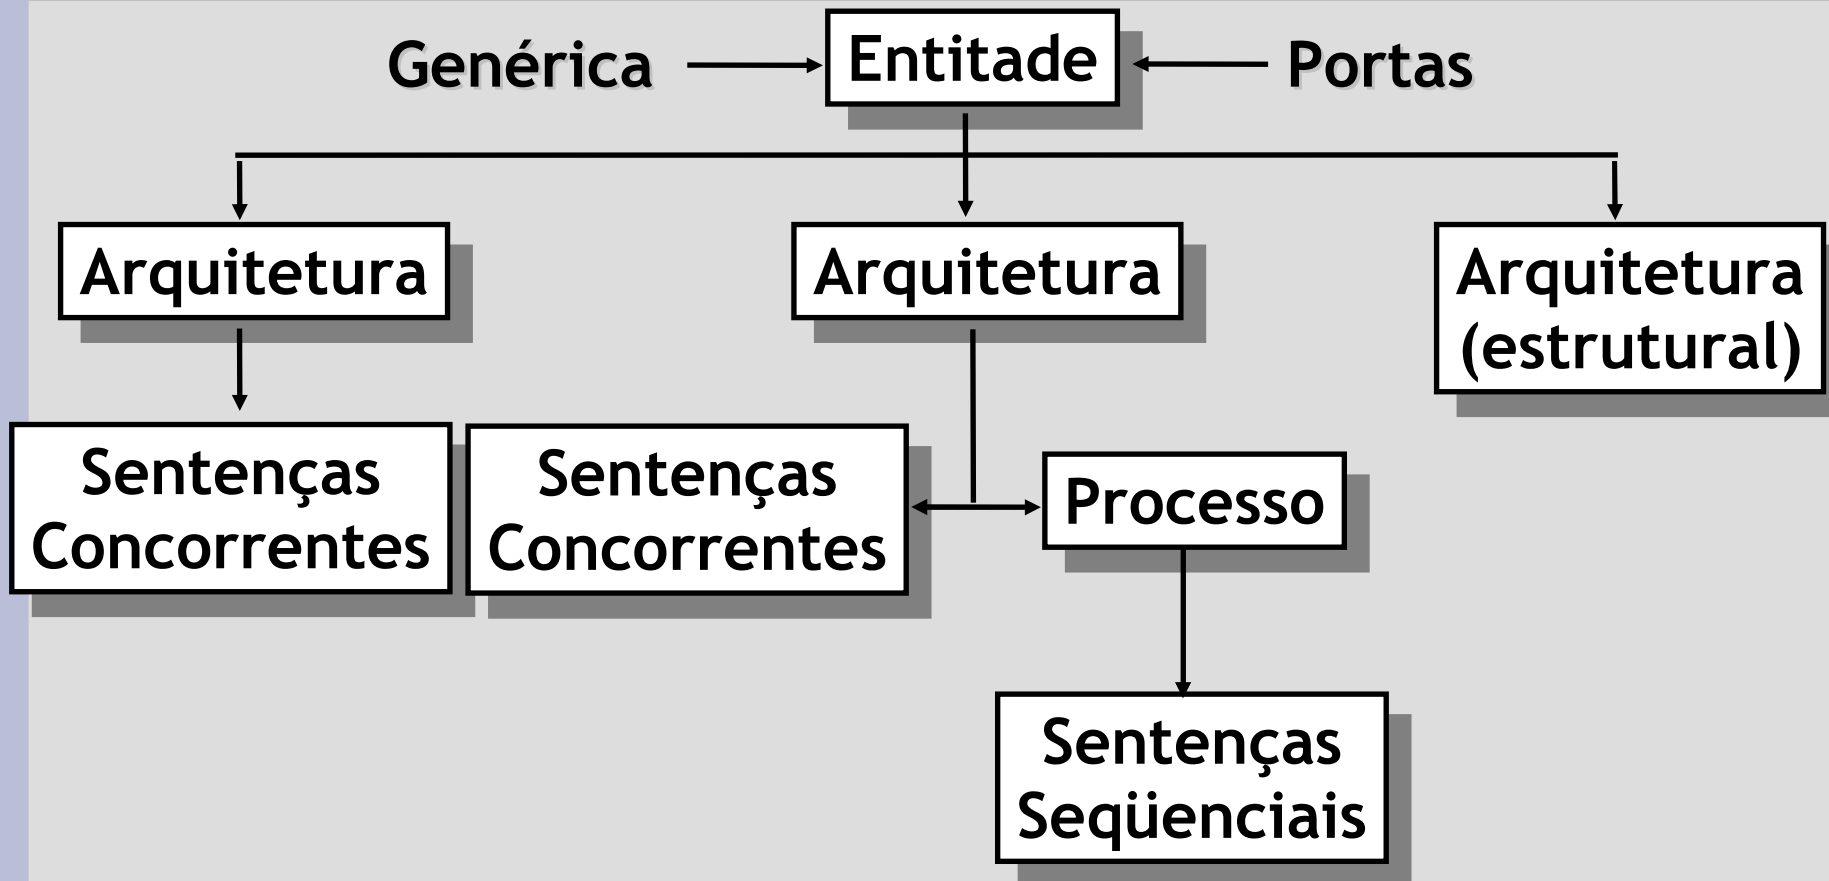 Genérica
Entitade
Portas
Arquitetura
Arquitetura
Arquitetura
(estrutural)
Sentenças
Concorrentes
Sentenças
Concorrentes
Processo
Sentenças
Seqüenciais